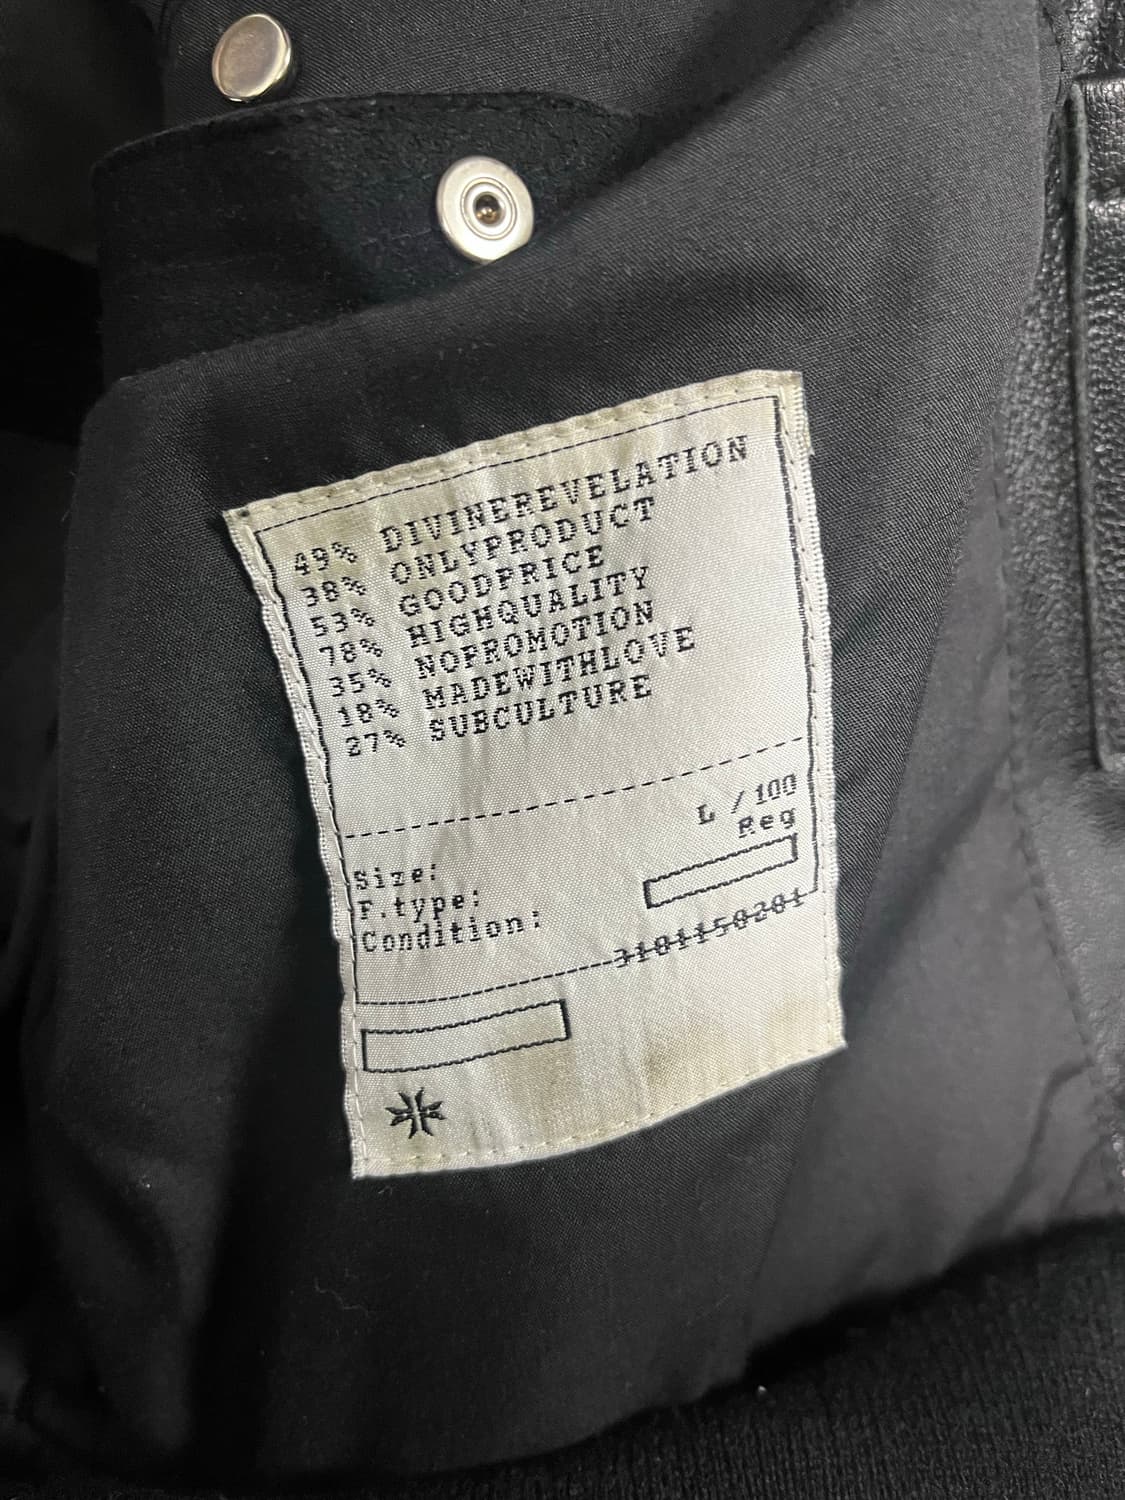 49% DIVINEREVELATION
38% ONLYPRODUCT
53% GOODPRICE
78% HIGHQUALITY
35% NOPROMOTION
18% MADEWITHLOVE
27% SUBCULTURE
Size: L / 100
F.type: Reg
Condition:
3101150201